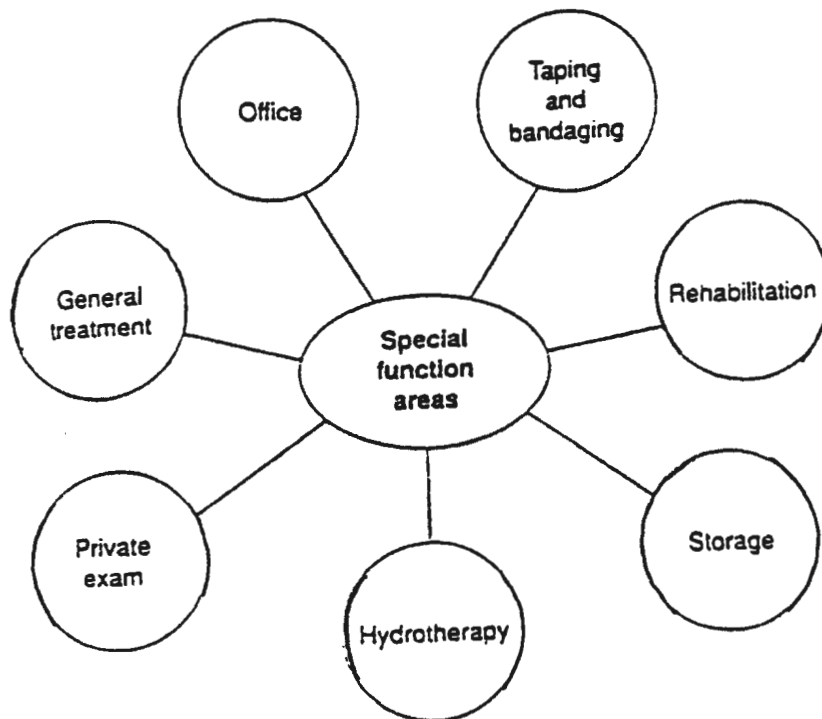 Office
Taping
and
bandaging
General
treatment
Rehabilitation
Special
function
areas
Private
exam
Storage
Hydrotherapy